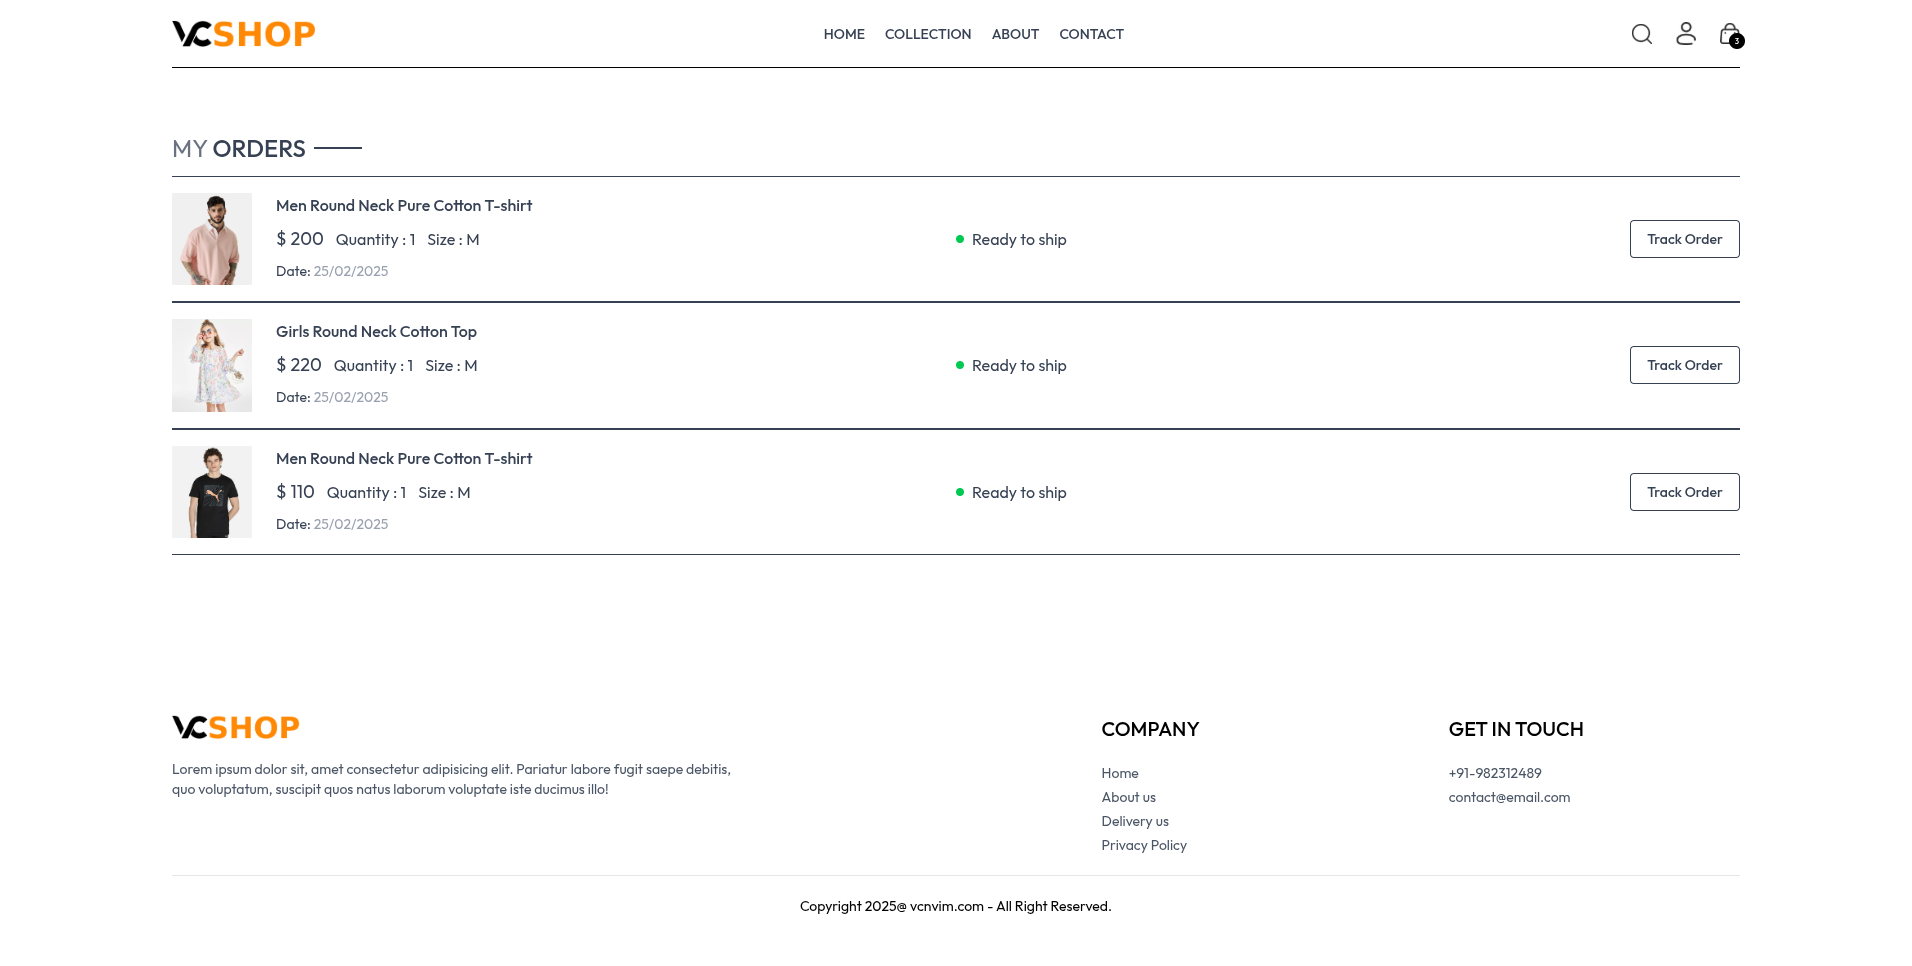 VCSHOP
HOME COLLECTION ABOUT CONTACT
3
MY ORDERS
Men Round Neck Pure Cotton T-shirt
$ 200 Quantity : 1 Size : M
Date: 25/02/2025
Ready to ship
Track Order
Girls Round Neck Cotton Top
$ 220 Quantity : 1 Size : M
Date: 25/02/2025
Ready to ship
Track Order
Men Round Neck Pure Cotton T-shirt
$ 110 Quantity : 1 Size : M
Date: 25/02/2025
Ready to ship
Track Order
VCSHOP
Lorem ipsum dolor sit, amet consectetur adipisicing elit. Pariatur labore fugit saepe debitis,
quo voluptatum, suscipit quos natus laborum voluptate iste ducimus illo!
COMPANY
Home
About us
Delivery us
Privacy Policy
GET IN TOUCH
+91-982312489
contact@email.com
Copyright 2025@ vcnvim.com - All Right Reserved.